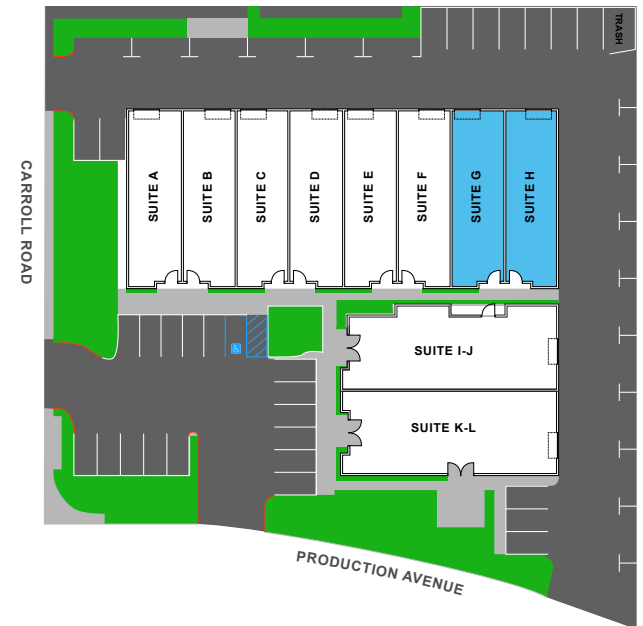 TRASH
CARROLL ROAD
SUITE A
SUITE B
SUITE C
SUITE D
SUITE E
SUITE F
SUITE G
SUITE H
SUITE I-J
SUITE K-L
PRODUCTION AVENUE